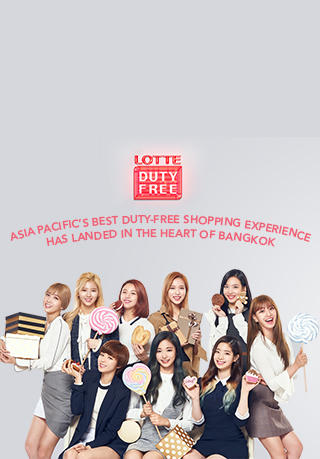 LOTTE
DUTY
FREE
ASIA PACIFIC'S BEST DUTY-FREE SHOPPING EXPERIENCE
HAS LANDED IN THE HEART OF BANGKOK